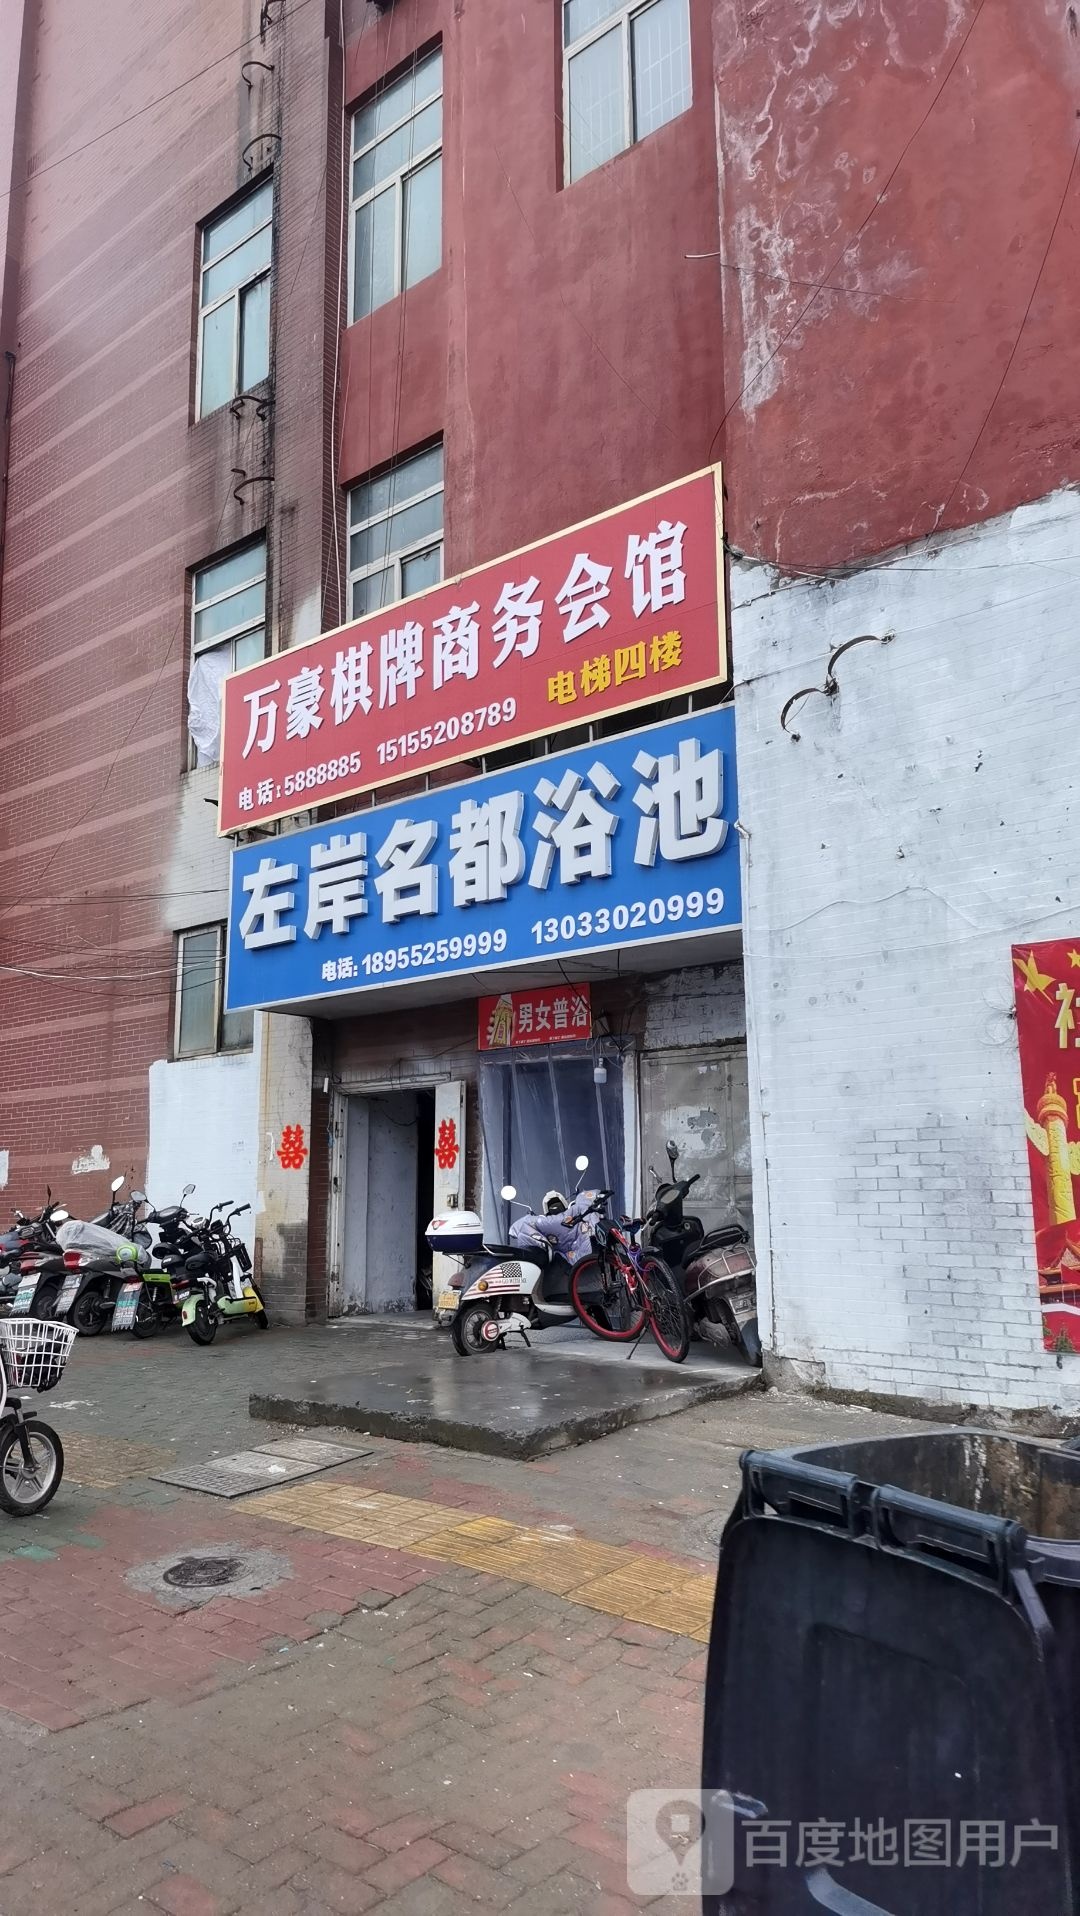 万豪棋牌商务会馆
电话:5888885 15155208789 电梯四楼
左岸名都浴池
电话:18955259999 13033020999
男女普浴
囍 囍
百度地图用户